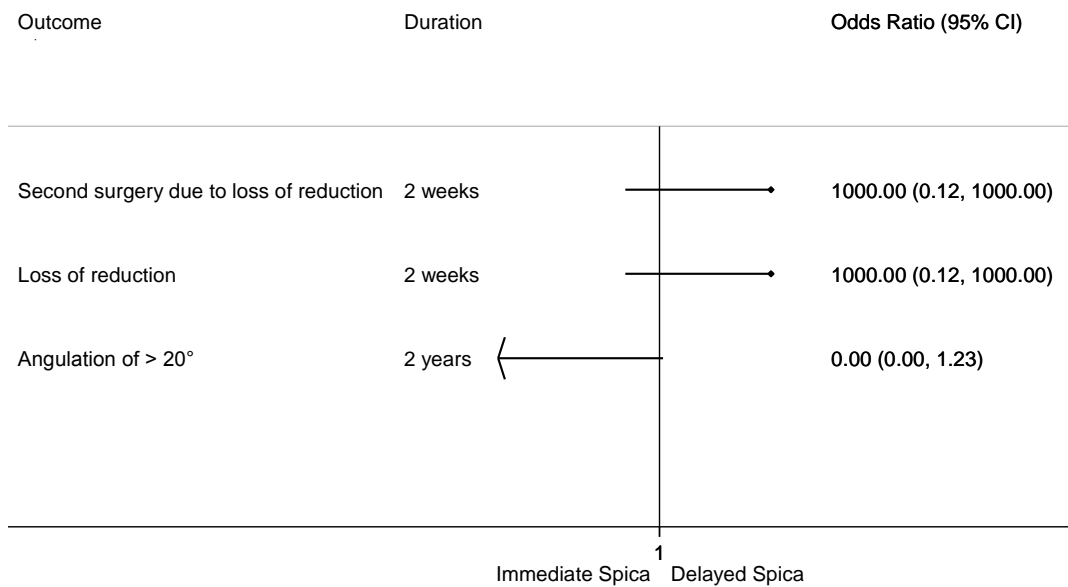 Outcome Duration Odds Ratio (95% CI)
Second surgery due to loss of reduction 2 weeks 1000.00 (0.12, 1000.00)
Loss of reduction 2 weeks 1000.00 (0.12, 1000.00)
Angulation of > 20° 2 years 0.00 (0.00, 1.23)
1
Immediate Spica Delayed Spica